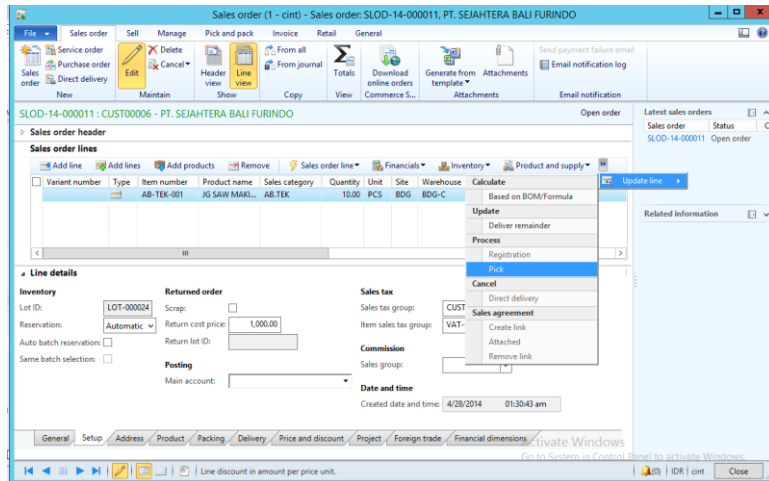 Sales order (1 - cint) - Sales order: SLOD-14-000011, PT. SEJAHTERA BALI FURINDO
File Sales order Sell Manage Pick and pack Invoice Retail General
Service order Delete From all Send payment failure email
Purchase order Cancel From journal Email notification log
Direct delivery
Sales order Edit Header view Line view Totals Download online orders Generate from template Attachments
New Maintain Show Copy View Commerce S... Attachments Email notification
SLOD-14-000011 : CUST00006 - PT. SEJAHTERA BALI FURINDO Open order
Sales order header
Sales order lines
Add line Add lines Add products Remove Sales order line Financials Inventory Product and supply »
Variant number Type Item number Product name Sales category Quantity Unit Site Warehouse
AB-TEK-001 JG SAW MAKI... AB.TEK 10.00 PCS BDG BDG-C
Update line
Calculate
Based on BOM/Formula
Update
Deliver remainder
Process
Registration
Pick
Cancel
Direct delivery
Sales agreement
Create link
Attached
Remove link
Latest sales orders
Sales order Status C
SLOD-14-000011 Open order
Related information
Line details
Inventory Returned order Sales tax
Lot ID: LOT-000024 Scrap: Sales tax group: CUST
Reservation: Automatic Return cost price: 1,000.00 Item sales tax group: VAT-
Auto batch reservation: Return lot ID:
Commission
Same batch selection: Sales group:
Posting
Main account:
Date and time
Created date and time: 4/28/2014 01:30:43 am
General Setup Address Product Packing Delivery Price and discount Project Foreign trade Financial dimensions
Activate Windows
Go to System in Control Panel to activate Windows.
Line discount in amount per price unit. (0) IDR cint Close